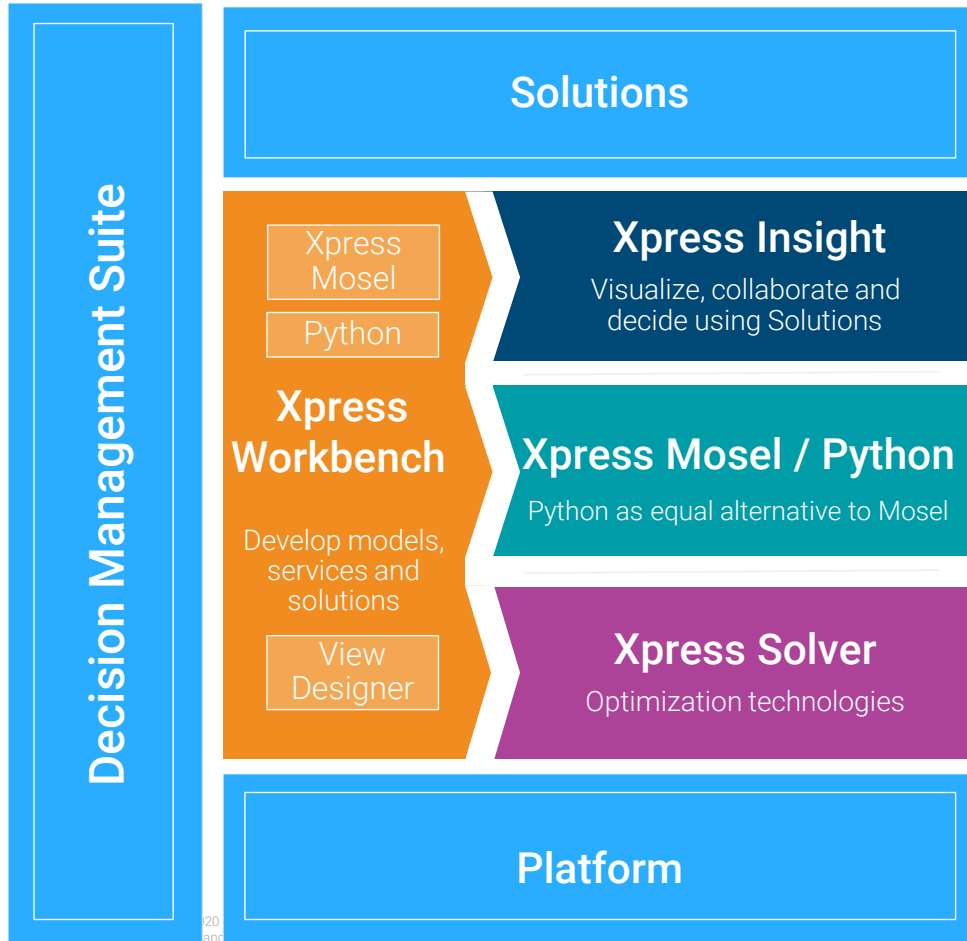 Decision Management Suite
Solutions
Xpress
Mosel
Python
Xpress
Workbench
Develop models,
services and
solutions
View
Designer
Xpress Insight
Visualize, collaborate and
decide using Solutions
Xpress Mosel / Python
Python as equal alternative to Mosel
Xpress Solver
Optimization technologies
Platform